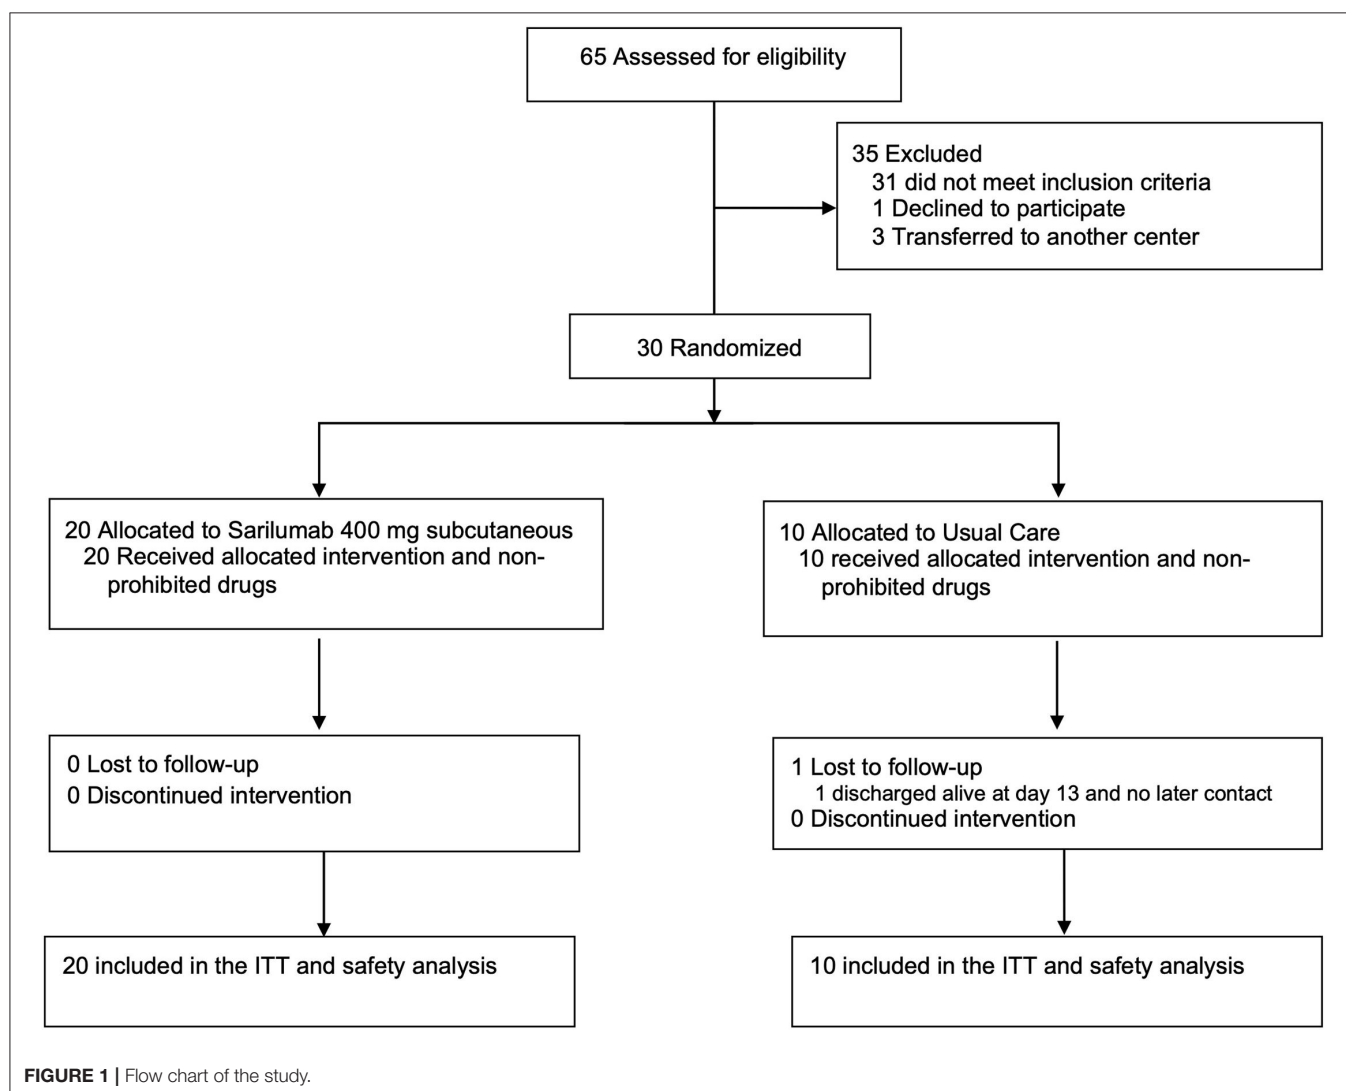 65 Assessed for eligibility
35 Excluded
31 did not meet inclusion criteria
1 Declined to participate
3 Transferred to another center
30 Randomized
20 Allocated to Sarilumab 400 mg subcutaneous
20 Received allocated intervention and non-
prohibited drugs
10 Allocated to Usual Care
10 received allocated intervention and non-
prohibited drugs
0 Lost to follow-up
0 Discontinued intervention
1 Lost to follow-up
1 discharged alive at day 13 and no later contact
0 Discontinued intervention
20 included in the ITT and safety analysis
10 included in the ITT and safety analysis
FIGURE 1 | Flow chart of the study.